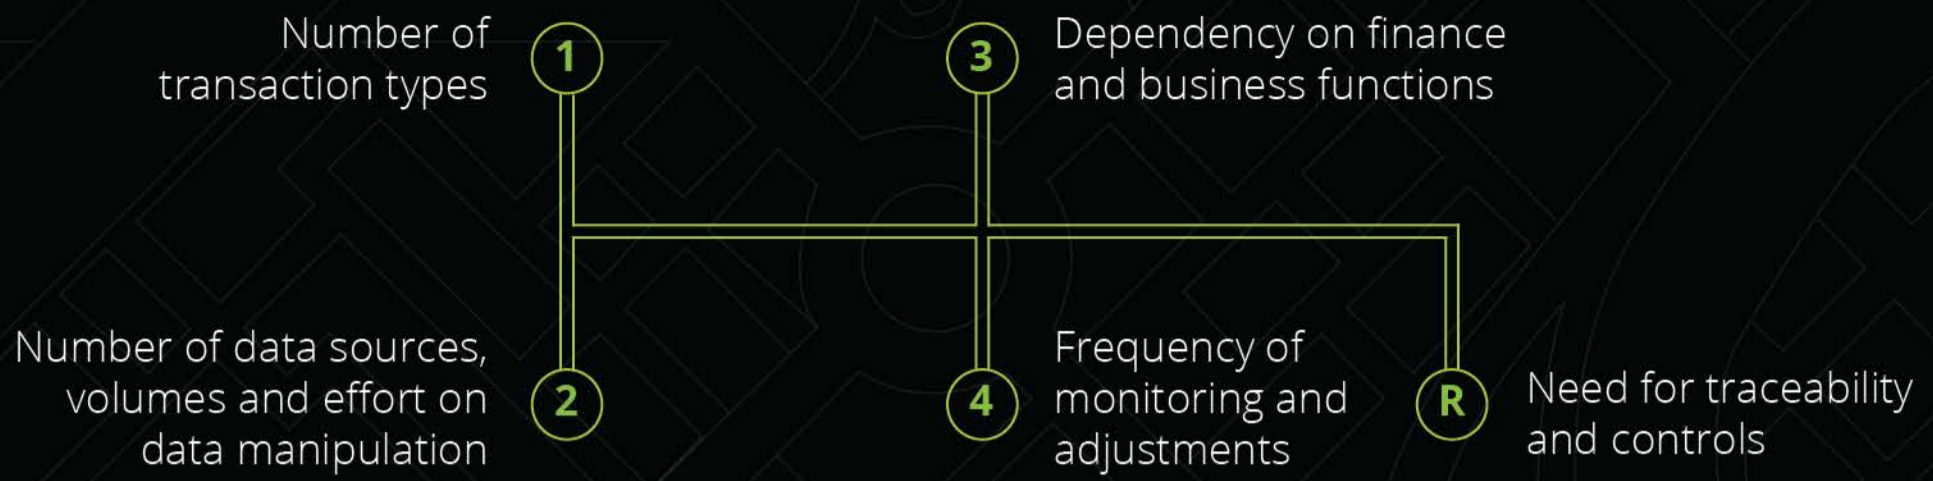 1
Number of
transaction types
2
Number of data sources,
volumes and effort on
data manipulation
3
Dependency on finance
and business functions
4
Frequency of
monitoring and
adjustments
R
Need for traceability
and controls